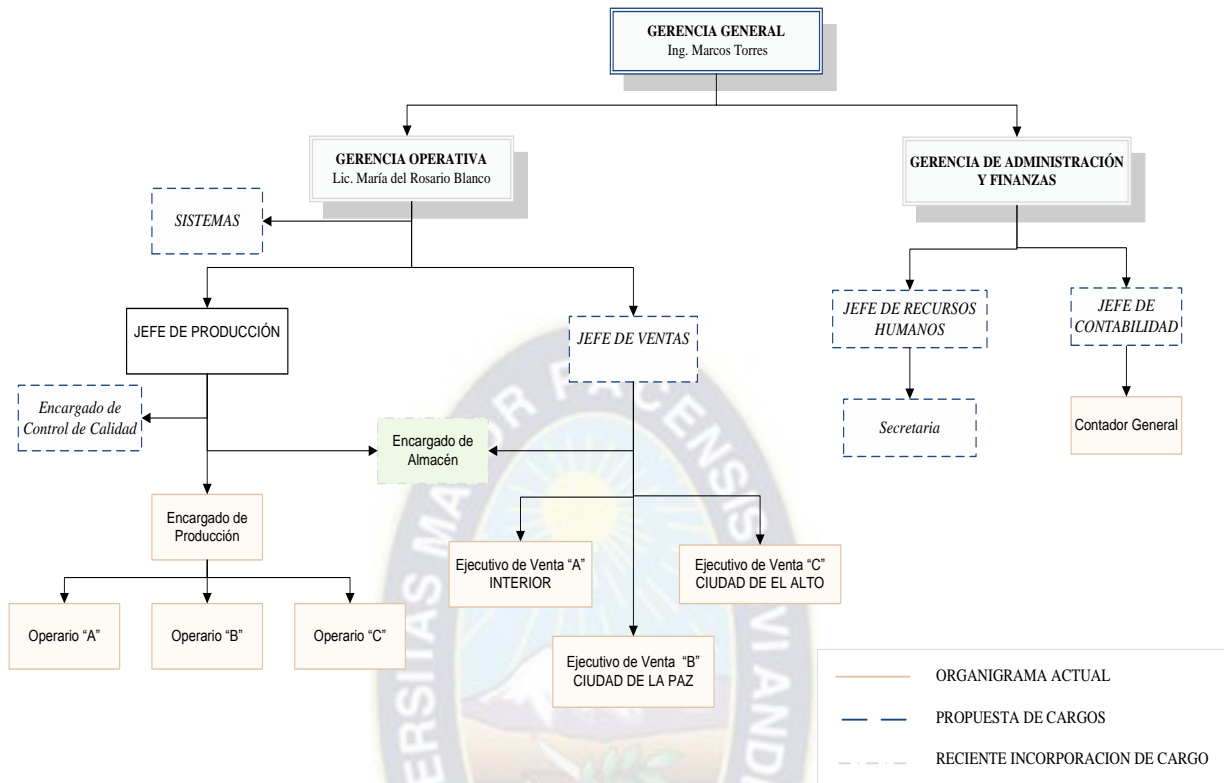 GERENCIA GENERAL
Ing. Marcos Torres
GERENCIA OPERATIVA
Lic. María del Rosario Blanco
GERENCIA DE ADMINISTRACIÓN
Y FINANZAS
SISTEMAS
JEFE DE PRODUCCIÓN
JEFE DE VENTAS
JEFE DE RECURSOS
HUMANOS
JEFE DE
CONTABILIDAD
Encargado de
Control de Calidad
Encargado de
Almacén
Secretaria
Contador General
Encargado de
Producción
Ejecutivo de Venta “A”
INTERIOR
Ejecutivo de Venta “C”
CIUDAD DE EL ALTO
Operario “A”
Operario “B”
Operario “C”
Ejecutivo de Venta “B”
CIUDAD DE LA PAZ
ORGANIGRAMA ACTUAL
PROPUESTA DE CARGOS
RECIENTE INCORPORACION DE CARGO